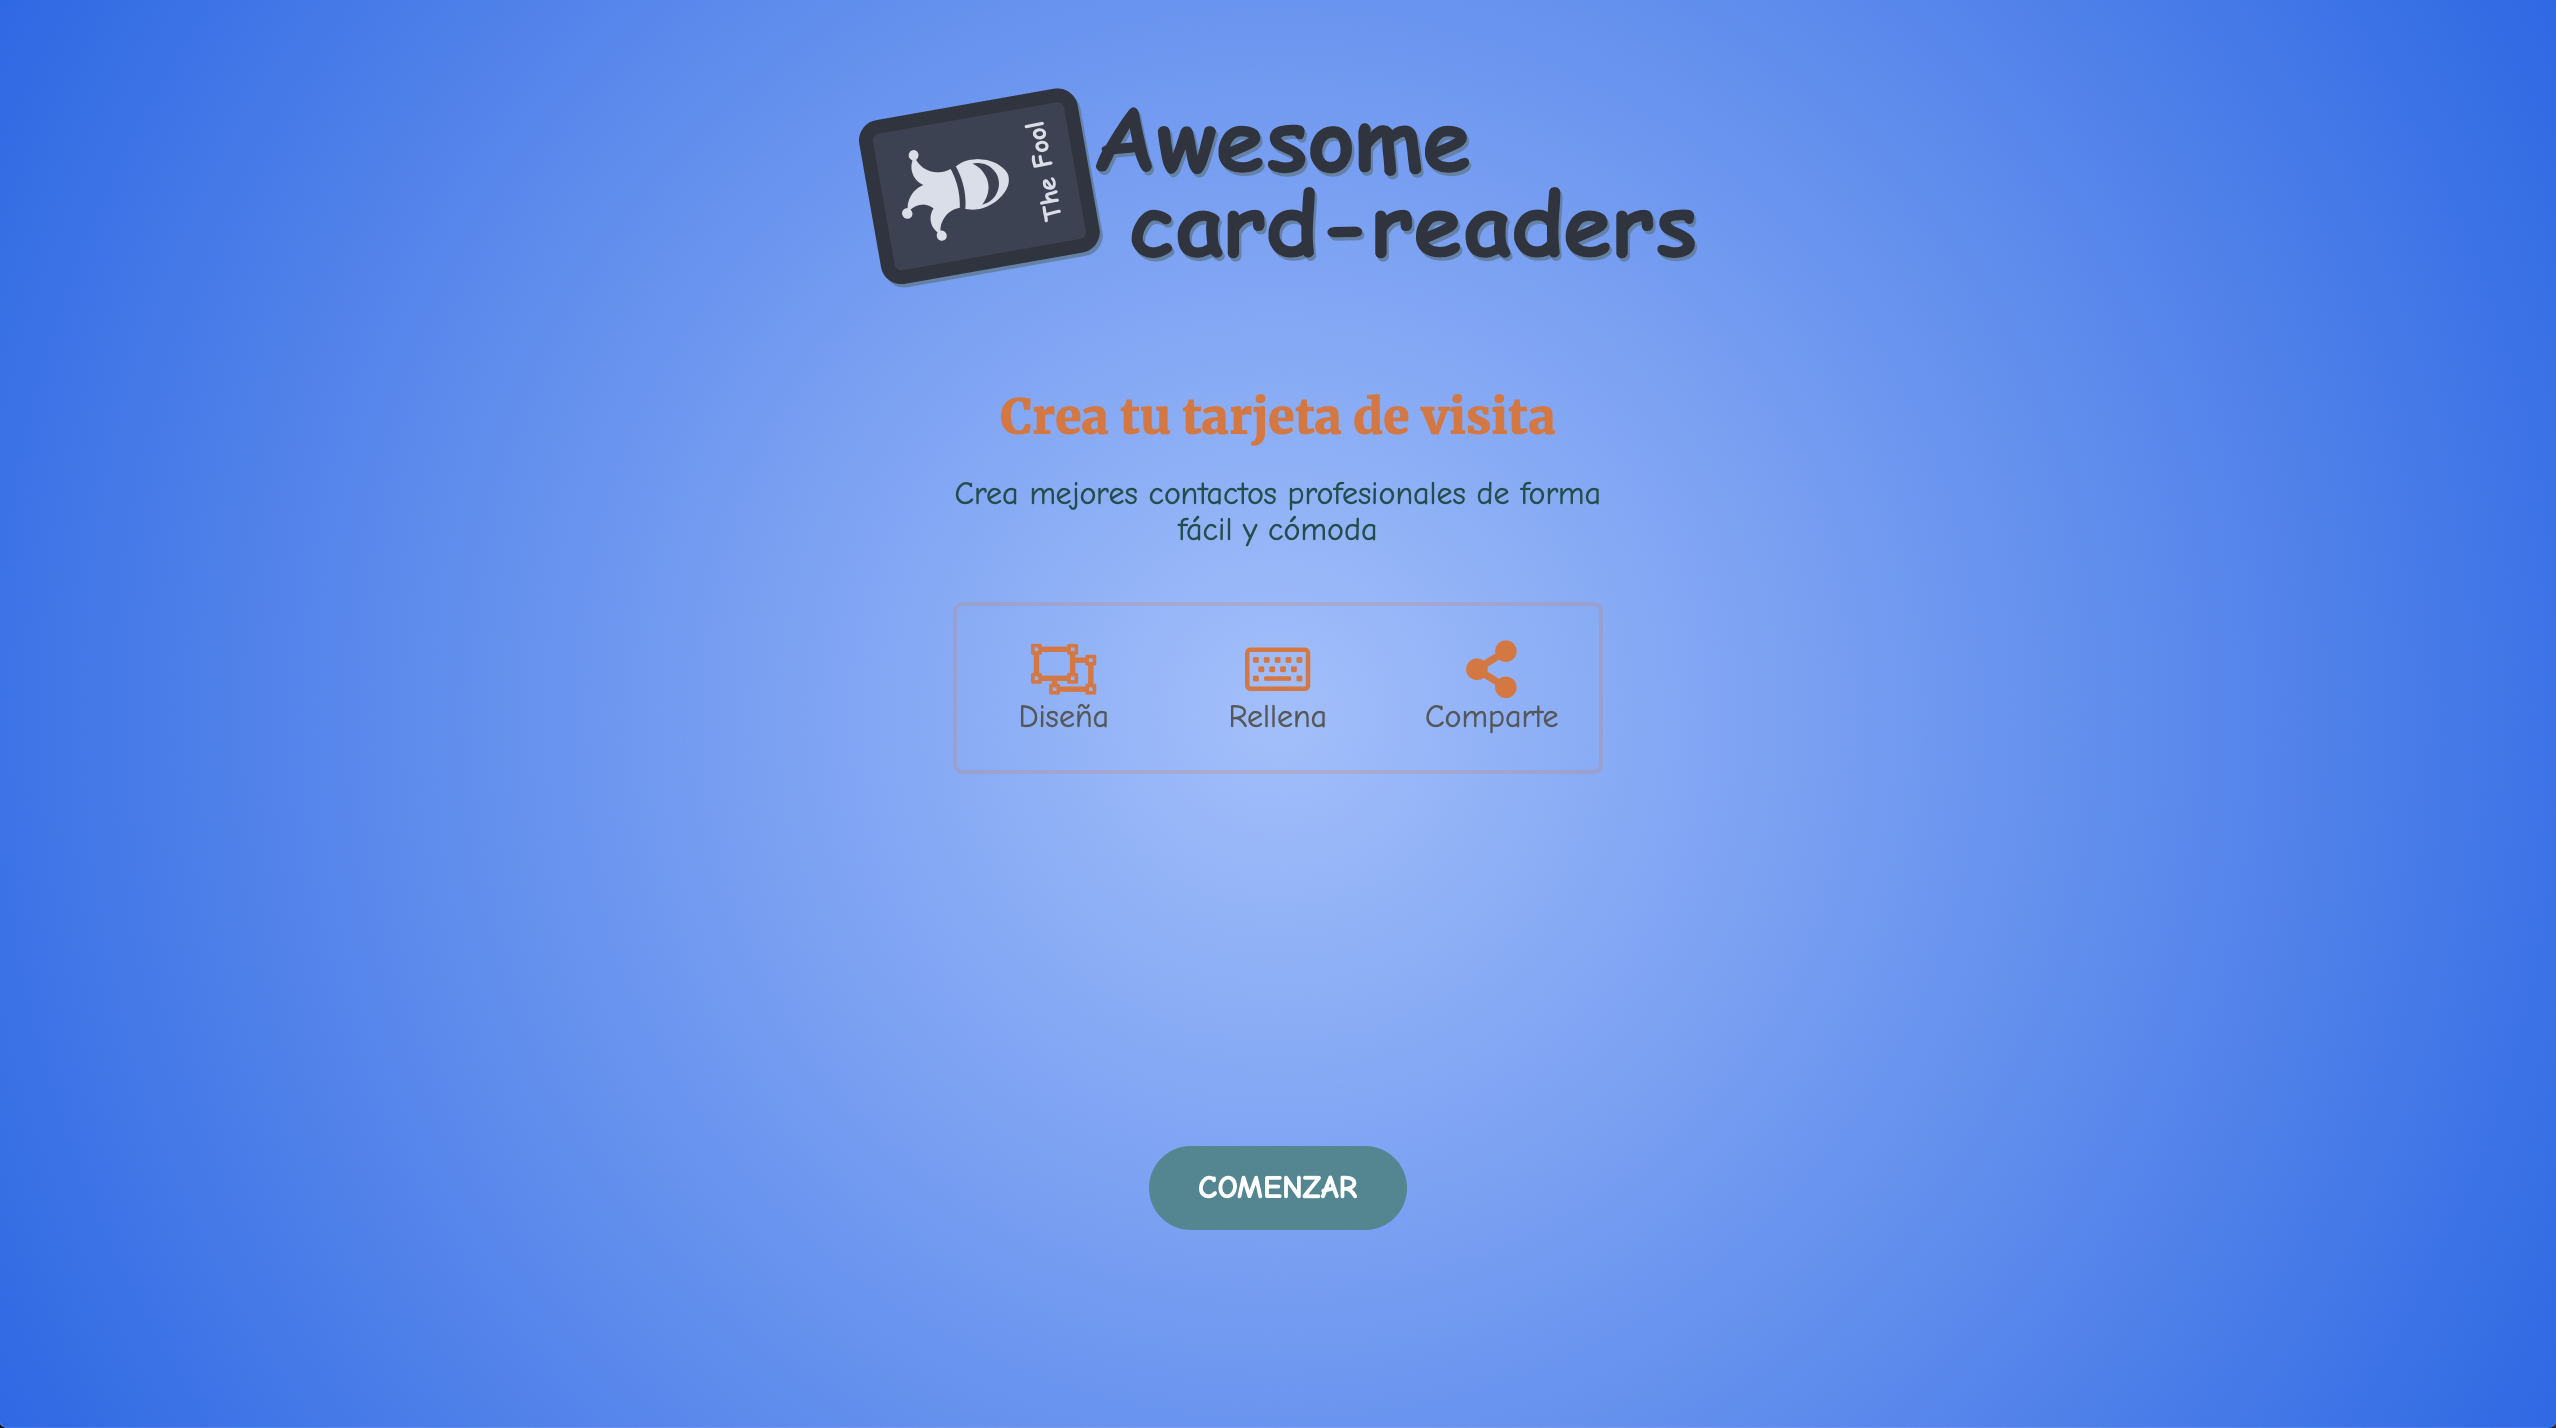 The Fool
Awesome
card-readers
Crea tu tarjeta de visita
Crea mejores contactos profesionales de forma
fácil y cómoda
Diseña
Rellena
Comparte
COMENZAR